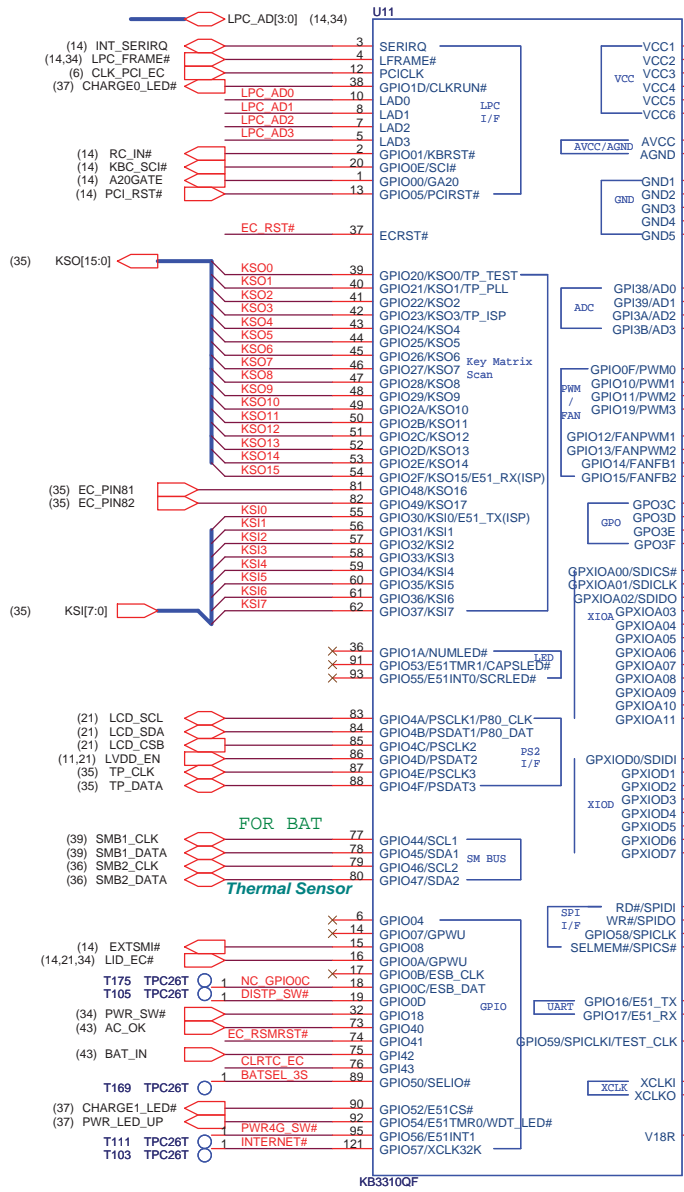 LPC_AD[3:0] (14,34)
U11
(14) INT_SERIRQ 3 SERIRQ
(14,34) LPC_FRAME# 4 LFRAME#
(6) CLK_PCI_EC 12 PCICLK
(37) CHARGE0_LED# 38 GPIO1D/CLKRUN#
LPC_AD0 10 LAD0
LPC_AD1 8 LAD1
LPC_AD2 7 LAD2
LPC_AD3 5 LAD3
LPC
I/F
(14) RC_IN# 2 GPIO01/KBRST#
(14) KBC_SCI# 20 GPIO0E/SCI#
(14) A20GATE 1 GPIO00/GA20
(14) PCI_RST# 13 GPIO05/PCIRST#
EC_RST# 37 ECRST#
(35) KSO[15:0]
KSO0 39 GPIO20/KSO0/TP_TEST
KSO1 40 GPIO21/KSO1/TP_PLL
KSO2 41 GPIO22/KSO2
KSO3 42 GPIO23/KSO3/TP_ISP
KSO4 43 GPIO24/KSO4
KSO5 44 GPIO25/KSO5
KSO6 45 GPIO26/KSO6
KSO7 46 GPIO27/KSO7
KSO8 47 GPIO28/KSO8
KSO9 48 GPIO29/KSO9
KSO10 49 GPIO2A/KSO10
KSO11 50 GPIO2B/KSO11
KSO12 51 GPIO2C/KSO12
KSO13 52 GPIO2D/KSO13
KSO14 53 GPIO2E/KSO14
KSO15 54 GPIO2F/KSO15/E51_RX(ISP)
Key Matrix
Scan
(35) EC_PIN81 81 GPIO48/KSO16
(35) EC_PIN82 82 GPIO49/KSO17
KSI0 55 GPIO30/KSI0/E51_TX(ISP)
KSI1 56 GPIO31/KSI1
KSI2 57 GPIO32/KSI2
KSI3 58 GPIO33/KSI3
KSI4 59 GPIO34/KSI4
KSI5 60 GPIO35/KSI5
KSI6 61 GPIO36/KSI6
KSI7 62 GPIO37/KSI7
(35) KSI[7:0]
36 GPIO1A/NUMLED#
91 GPIO53/E51TMR1/CAPSLED#
93 GPIO55/E51INT0/SCRLED#
LED
(21) LCD_SCL 83 GPIO4A/PSCLK1/P80_CLK
(21) LCD_SDA 84 GPIO4B/PSDAT1/P80_DAT
(21) LCD_CSB 85 GPIO4C/PSCLK2
(11,21) LVDD_EN 86 GPIO4D/PSDAT2
(35) TP_CLK 87 GPIO4E/PSCLK3
(35) TP_DATA 88 GPIO4F/PSDAT3
PS2
I/F
FOR BAT
(39) SMB1_CLK 77 GPIO44/SCL1
(39) SMB1_DATA 78 GPIO45/SDA1
(36) SMB2_CLK 79 GPIO46/SCL2
(36) SMB2_DATA 80 GPIO47/SDA2
SM BUS
Thermal Sensor
6 GPIO04
14 GPIO07/GPWU
(14) EXTSMI# 15 GPIO08
(14,21,34) LID_EC# 16 GPIO0A/GPWU
17 GPIO0B/ESB_CLK
T175 TPC26T 1 NC_GPIO0C 18 GPIO0C/ESB_DAT
T105 TPC26T 1 DISTP_SW# 19 GPIO0D
GPIO
(34) PWR_SW# 32 GPIO18
(43) AC_OK 73 GPIO40
EC_RSMRST# 74 GPIO41
(43) BAT_IN 75 GPI42
CLRTC_EC 76 GPI43
T169 TPC26T 1 BATSEL_3S 89 GPIO50/SELIO#
(37) CHARGE1_LED# 90 GPIO52/E51CS#
(37) PWR_LED_UP 92 GPIO54/E51TMR0/WDT_LED#
T111 TPC26T 1 PWR4G_SW# 95 GPIO56/E51INT1
T103 TPC26T 1 INTERNET# 121 GPIO57/XCLK32K
KB3310QF
VCC
VCC1
VCC2
VCC3
VCC4
VCC5
VCC6
AVCC/AGND
AVCC
AGND
GND
GND1
GND2
GND3
GND4
GND5
ADC
GPI38/AD0
GPI39/AD1
GPI3A/AD2
GPI3B/AD3
PWM
/
FAN
GPIO0F/PWM0
GPIO10/PWM1
GPIO11/PWM2
GPIO19/PWM3
GPIO12/FANPWM1
GPIO13/FANPWM2
GPIO14/FANFB1
GPIO15/FANFB2
GPO
GPO3C
GPO3D
GPO3E
GPO3F
XIOA
GPXIOA00/SDICS#
GPXIOA01/SDICLK
GPXIOA02/SDIDO
GPXIOA03
GPXIOA04
GPXIOA05
GPXIOA06
GPXIOA07
GPXIOA08
GPXIOA09
GPXIOA10
GPXIOA11
XIOD
GPXIOD0/SDIDI
GPXIOD1
GPXIOD2
GPXIOD3
GPXIOD4
GPXIOD5
GPXIOD6
GPXIOD7
SPI
I/F
RD#/SPIDI
WR#/SPIDO
GPIO58/SPICLK
SELMEM#/SPICS#
UART
GPIO16/E51_TX
GPIO17/E51_RX
GPIO59/SPICLKI/TEST_CLK
XCLK
XCLKI
XCLKO
V18R